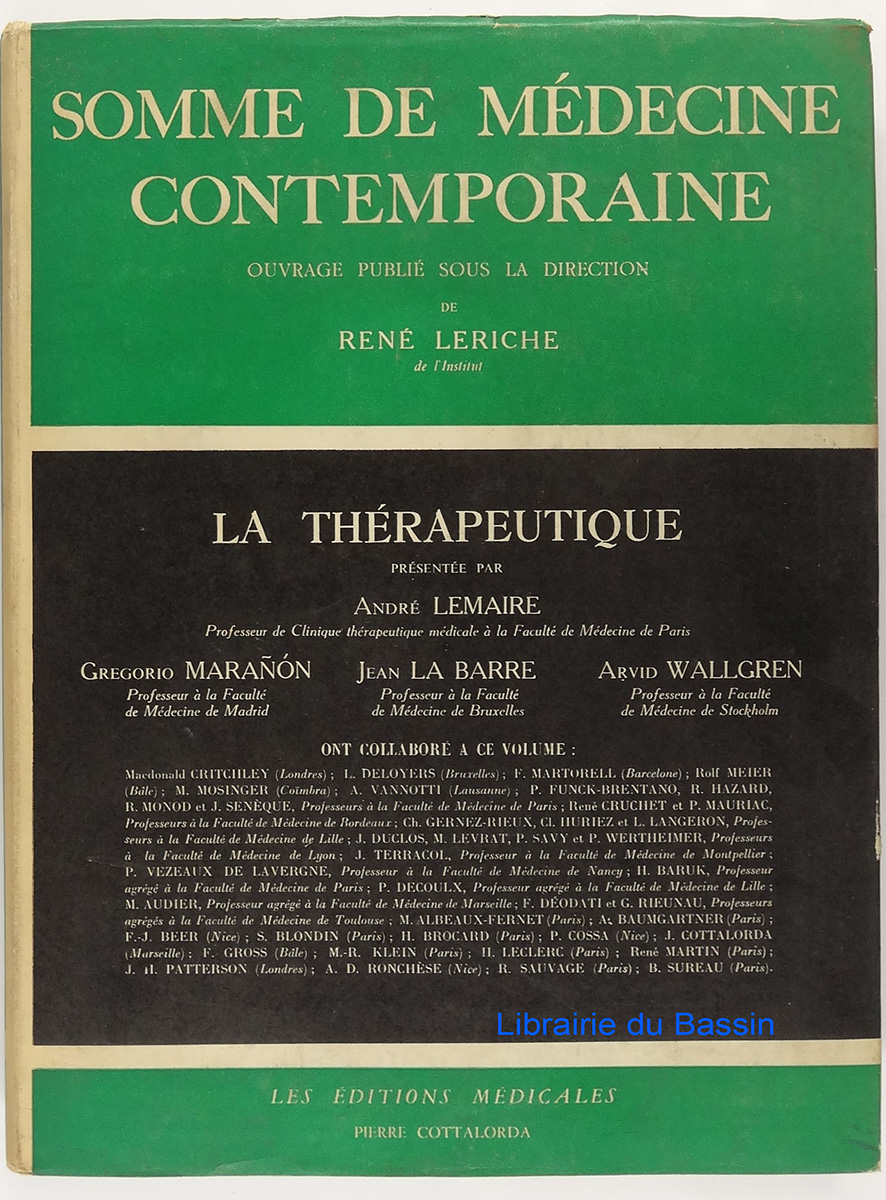 SOMME DE MÉDECINE
CONTEMPORAINE
OUVRAGE PUBLIÉ SOUS LA DIRECTION
DE
RENÉ LERICHE
de l'Institut
LA THÉRAPEUTIQUE
PRÉSENTÉE PAR
ANDRÉ LEMAIRE
Professeur de Clinique thérapeutique médicale à la Faculté de Médecine de Paris
GREGORIO MARAÑÓN JEAN LA BARRE ARVID WALLGREN
Professeur à la Faculté Professeur à la Faculté Professeur à la Faculté
de Médecine de Madrid de Médecine de Bruxelles de Médecine de Stockholm
ONT COLLABORÉ A CE VOLUME :
Macdonald CRITCHLEY (Londres) ; L. DELOYERS (Bruxelles) ; F. MARTORELL (Barcelone) ; Rolf MEIER
(Bâle) ; M. MOSINGER (Coïmbra) ; A. VANNOTTI (Lausanne) ; P. FUNCK-BRENTANO, R. HAZARD,
R. MONOD et J. SENÈQUE, Professeurs à la Faculté de Médecine de Paris ; René CRUCHET et P. MAURIAC,
Professeurs à la Faculté de Médecine de Bordeaux ; Ch. GERNEZ-RIEUX, Cl. HURIEZ et L. LANGERON, Profes-
seurs à la Faculté de Médecine de Lille ; J. DUCLOS, M. LEVRAT, P. SAVY et P. WERTHEIMER, Professeurs
à la Faculté de Médecine de Lyon ; J. TERRACOL, Professeur à la Faculté de Médecine de Montpellier ;
P. VEZEAUX DE LAVERGNE, Professeur à la Faculté de Médecine de Nancy ; H. BARUK, Professeur
agrégé à la Faculté de Médecine de Paris ; P. DECOULX, Professeur agrégé à la Faculté de Médecine de Lille ;
M. AUDIER, Professeur agrégé à la Faculté de Médecine de Marseille ; F. DÉODATI et G. RIEUNAU, Professeurs
agrégés à la Faculté de Médecine de Toulouse ; M. ALBEAUX-FERNET (Paris) ; A. BAUMGARTNER (Paris) ;
F.-J. BEER (Nice) ; S. BLONDIN (Paris) ; H. BROCARD (Paris) ; P. COSSA (Nice) ; J. COTTALORDA
(Marseille) ; F. GROSS (Bâle) ; M.-R. KLEIN (Paris) ; H. LECLERC (Paris) ; René MARTIN (Paris) ;
J. H. PATTERSON (Londres) ; A. D. RONCHÈSE (Nice) ; R. SAUVAGE (Paris) ; B. SUREAU (Paris).
Librairie du Bassin
LES ÉDITIONS MÉDICALES
PIERRE COTTALORDA